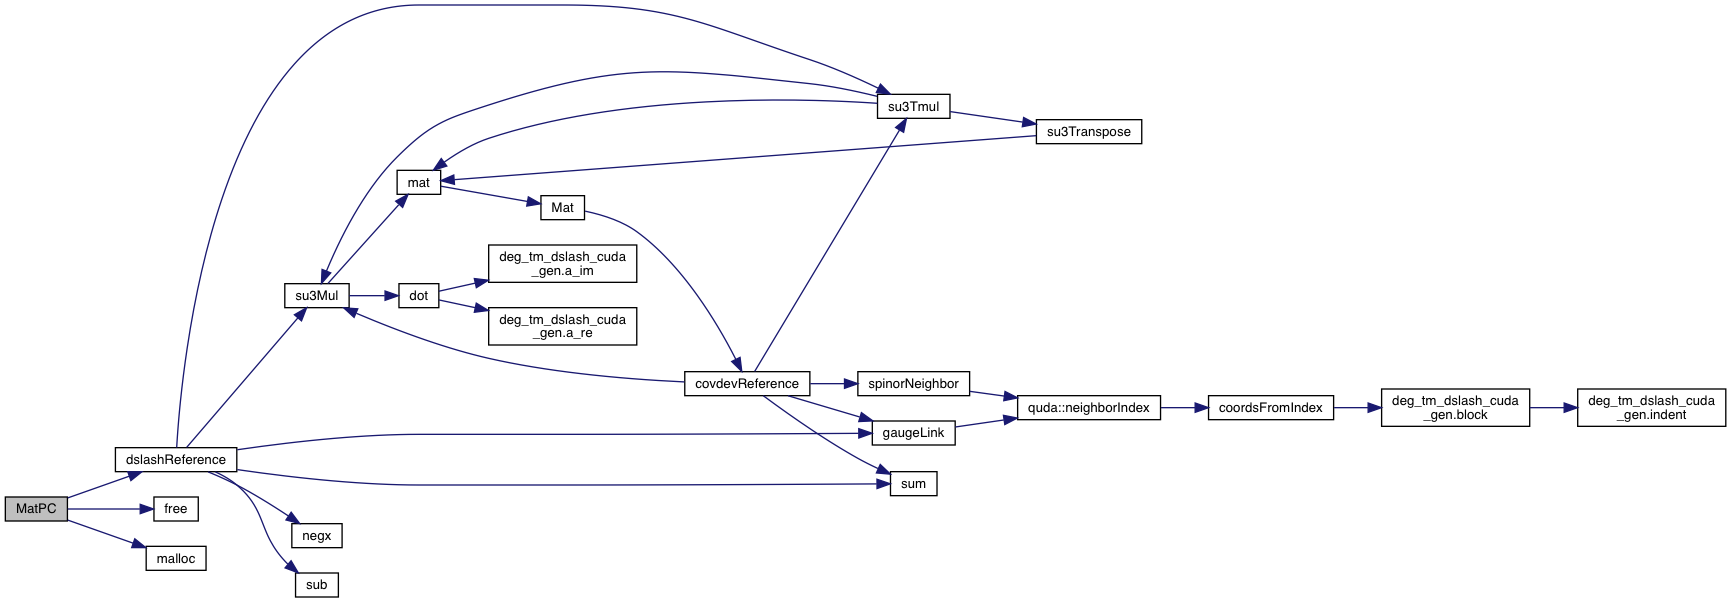 su3Tmul
su3Transpose
mat
Mat
deg_tm_dslash_cuda
_gen.a_im
su3Mul
dot
deg_tm_dslash_cuda
_gen.a_re
covdevReference
spinorNeighbor
quda::neighborIndex
coordsFromIndex
deg_tm_dslash_cuda
_gen.block
deg_tm_dslash_cuda
_gen.indent
gaugeLink
dslashReference
sum
MatPC
free
negx
malloc
sub